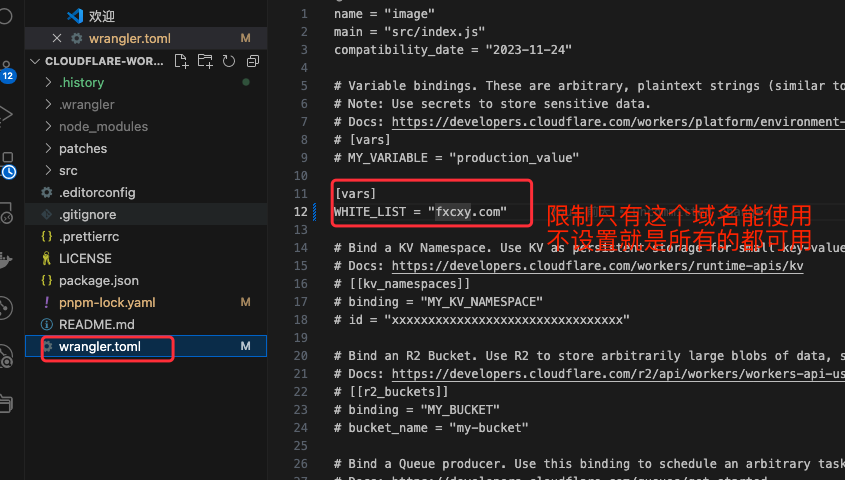 欢迎
wrangler.toml M
CLOUDFLARE-WOR...
.history
.wrangler
node_modules
patches
src
.editorconfig
.gitignore
.prettierrc
LICENSE
package.json
pnpm-lock.yaml M
README.md
wrangler.toml M
12
1 name = "image"
2 main = "src/index.js"
3 compatibility_date = "2023-11-24"
4
5 # Variable bindings. These are arbitrary, plaintext strings (similar to
6 # Note: Use secrets to store sensitive data.
7 # Docs: https://developers.cloudflare.com/workers/platform/environment-
8 # [vars]
9 # MY_VARIABLE = "production_value"
10
11 [vars]
12 WHITE_LIST = "fxcxy.com"
限制只有这个域名能使用
不设置就是所有的都可用
13
14 # Bind a KV Namespace. Use KV as persistent storage for small key-value
15 # Docs: https://developers.cloudflare.com/workers/runtime-apis/kv
16 # [[kv_namespaces]]
17 # binding = "MY_KV_NAMESPACE"
18 # id = "xxxxxxxxxxxxxxxxxxxxxxxxxxxxxxxx"
19
20 # Bind an R2 Bucket. Use R2 to store arbitrarily large blobs of data, s
21 # Docs: https://developers.cloudflare.com/r2/api/workers/workers-api-us
22 # [[r2_buckets]]
23 # binding = "MY_BUCKET"
24 # bucket_name = "my-bucket"
25
26 # Bind a Queue producer. Use this binding to schedule an arbitrary task